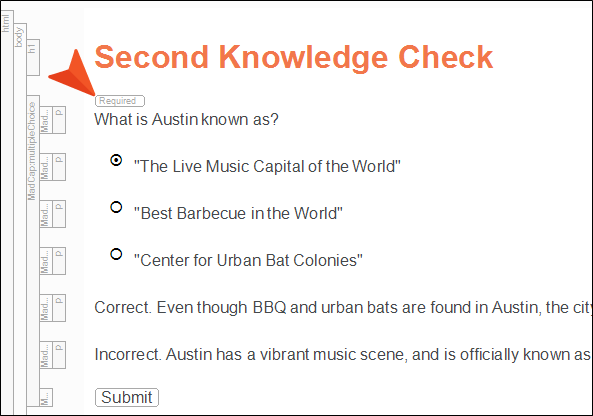 html
body
h1
Second Knowledge Check
MadCap:multipleChoice
Required
Mad... p
What is Austin known as?
Mad... p
"The Live Music Capital of the World"
Mad... p
"Best Barbecue in the World"
Mad... p
"Center for Urban Bat Colonies"
Mad... p
Correct. Even though BBQ and urban bats are found in Austin, the city
Mad... p
Incorrect. Austin has a vibrant music scene, and is officially known as
M...
Submit